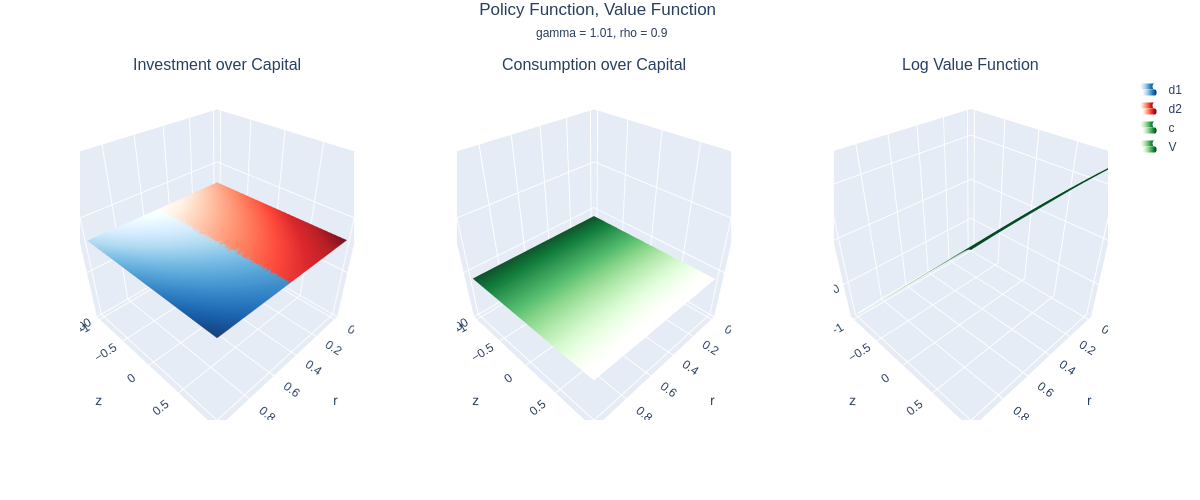 Policy Function, Value Function
gamma = 1.01, rho = 0.9
Investment over Capital
Consumption over Capital
Log Value Function
d1
d2
c
V
−0.5
0
0.5
z
0
0.2
0.4
0.6
0.8
r
−0.5
0
0.5
z
0
0.2
0.4
0.6
0.8
r
0
−1
−0.5
0
0.5
z
0
0.2
0.4
0.6
0.8
r